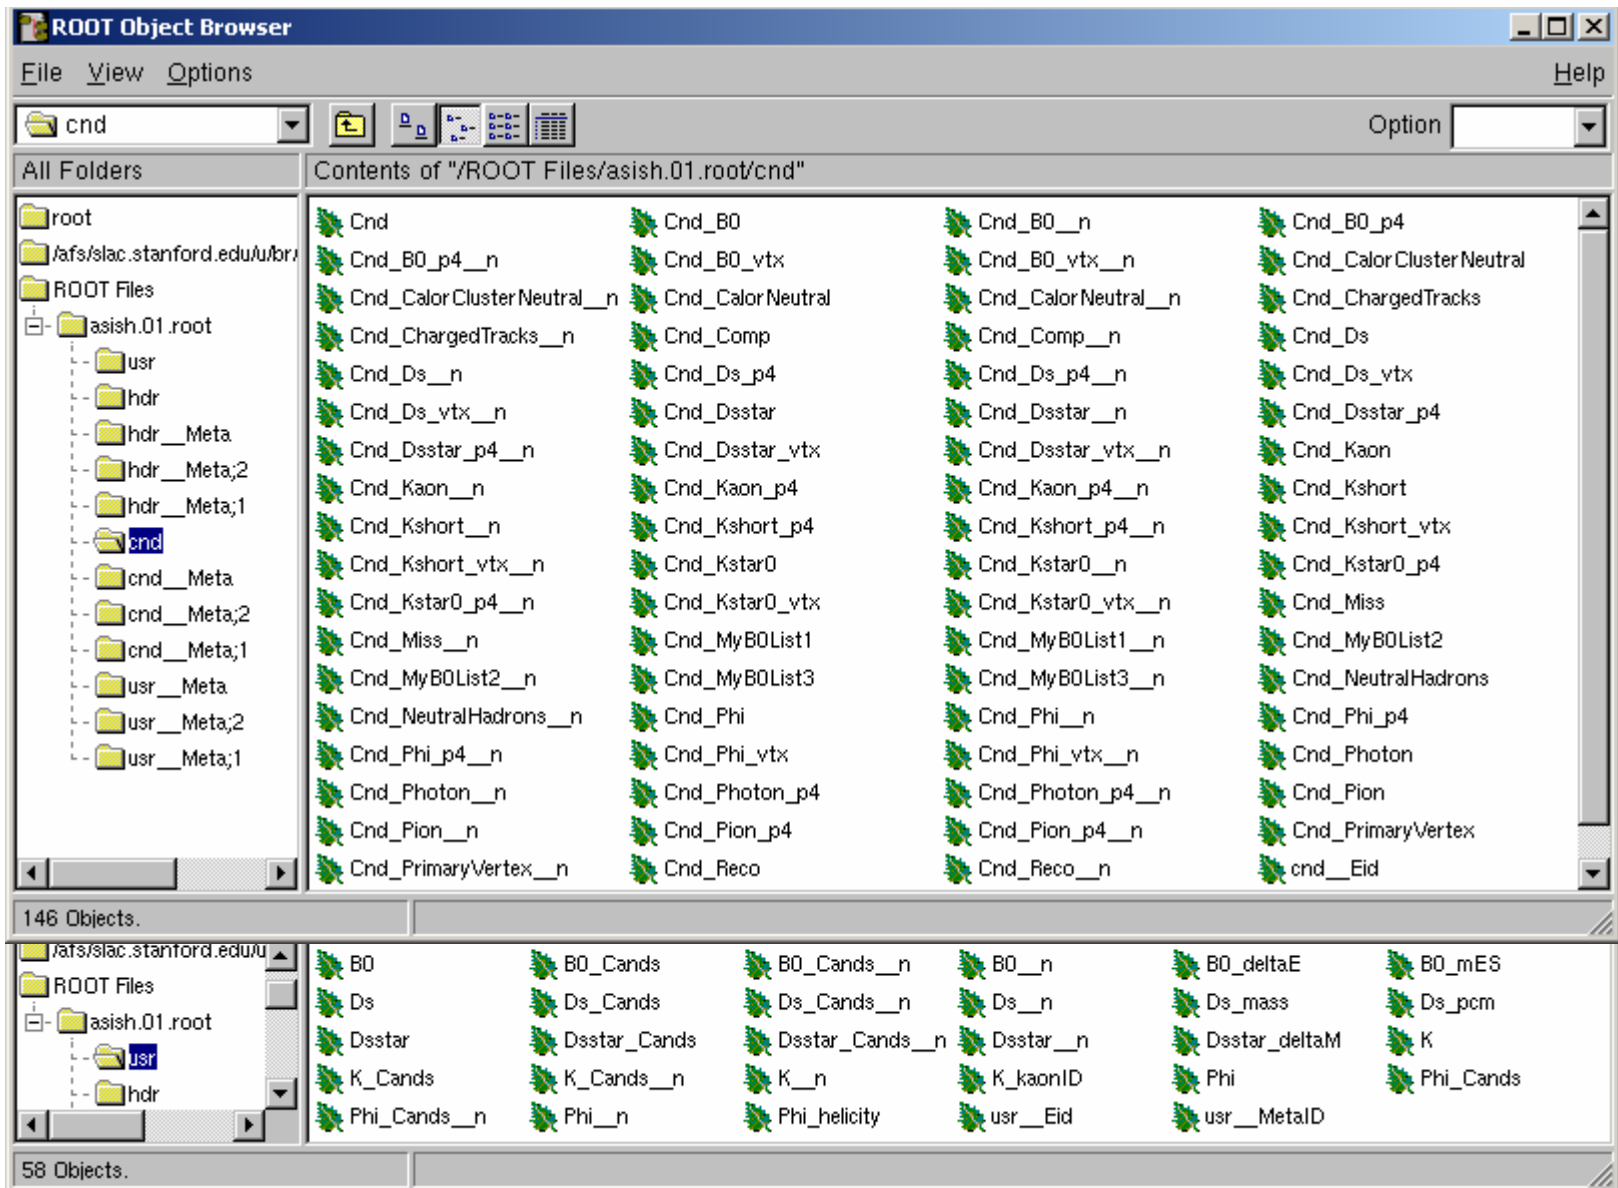 ROOT Object Browser
File View Options Help
cnd Option
All Folders Contents of "/ROOT Files/asish.01.root/cnd"
root
/afs/slac.stanford.edu/u/br/
ROOT Files
asish.01.root
usr
hdr
hdr__Meta
hdr__Meta;2
hdr__Meta;1
cnd
cnd__Meta
cnd__Meta;2
cnd__Meta;1
usr__Meta
usr__Meta;2
usr__Meta;1
Cnd Cnd_B0 Cnd_B0__n Cnd_B0_p4
Cnd_B0_p4__n Cnd_B0_vtx Cnd_B0_vtx__n Cnd_CalorClusterNeutral
Cnd_CalorClusterNeutral__n Cnd_CalorNeutral Cnd_CalorNeutral__n Cnd_ChargedTracks
Cnd_ChargedTracks__n Cnd_Comp Cnd_Comp__n Cnd_Ds
Cnd_Ds__n Cnd_Ds_p4 Cnd_Ds_p4__n Cnd_Ds_vtx
Cnd_Ds_vtx__n Cnd_Dsstar Cnd_Dsstar__n Cnd_Dsstar_p4
Cnd_Dsstar_p4__n Cnd_Dsstar_vtx Cnd_Dsstar_vtx__n Cnd_Kaon
Cnd_Kaon__n Cnd_Kaon_p4 Cnd_Kaon_p4__n Cnd_Kshort
Cnd_Kshort__n Cnd_Kshort_p4 Cnd_Kshort_p4__n Cnd_Kshort_vtx
Cnd_Kshort_vtx__n Cnd_Kstar0 Cnd_Kstar0__n Cnd_Kstar0_p4
Cnd_Kstar0_p4__n Cnd_Kstar0_vtx Cnd_Kstar0_vtx__n Cnd_Miss
Cnd_Miss__n Cnd_MyB0List1 Cnd_MyB0List1__n Cnd_MyB0List2
Cnd_MyB0List2__n Cnd_MyB0List3 Cnd_MyB0List3__n Cnd_NeutralHadrons
Cnd_NeutralHadrons__n Cnd_Phi Cnd_Phi__n Cnd_Phi_p4
Cnd_Phi_p4__n Cnd_Phi_vtx Cnd_Phi_vtx__n Cnd_Photon
Cnd_Photon__n Cnd_Photon_p4 Cnd_Photon_p4__n Cnd_Pion
Cnd_Pion__n Cnd_Pion_p4 Cnd_Pion_p4__n Cnd_PrimaryVertex
Cnd_PrimaryVertex__n Cnd_Reco Cnd_Reco__n cnd__Eid
146 Objects.
/afs/slac.stanford.edu/u
ROOT Files
asish.01.root
usr
hdr
B0 B0_Cands B0_Cands__n B0__n B0_deltaE B0_mES
Ds Ds_Cands Ds_Cands__n Ds__n Ds_mass Ds_pcm
Dsstar Dsstar_Cands Dsstar_Cands__n Dsstar__n Dsstar_deltaM K
K_Cands K_Cands__n K__n K_kaonID Phi Phi_Cands
Phi_Cands__n Phi__n Phi_helicity usr__Eid usr__MetaID
58 Objects.